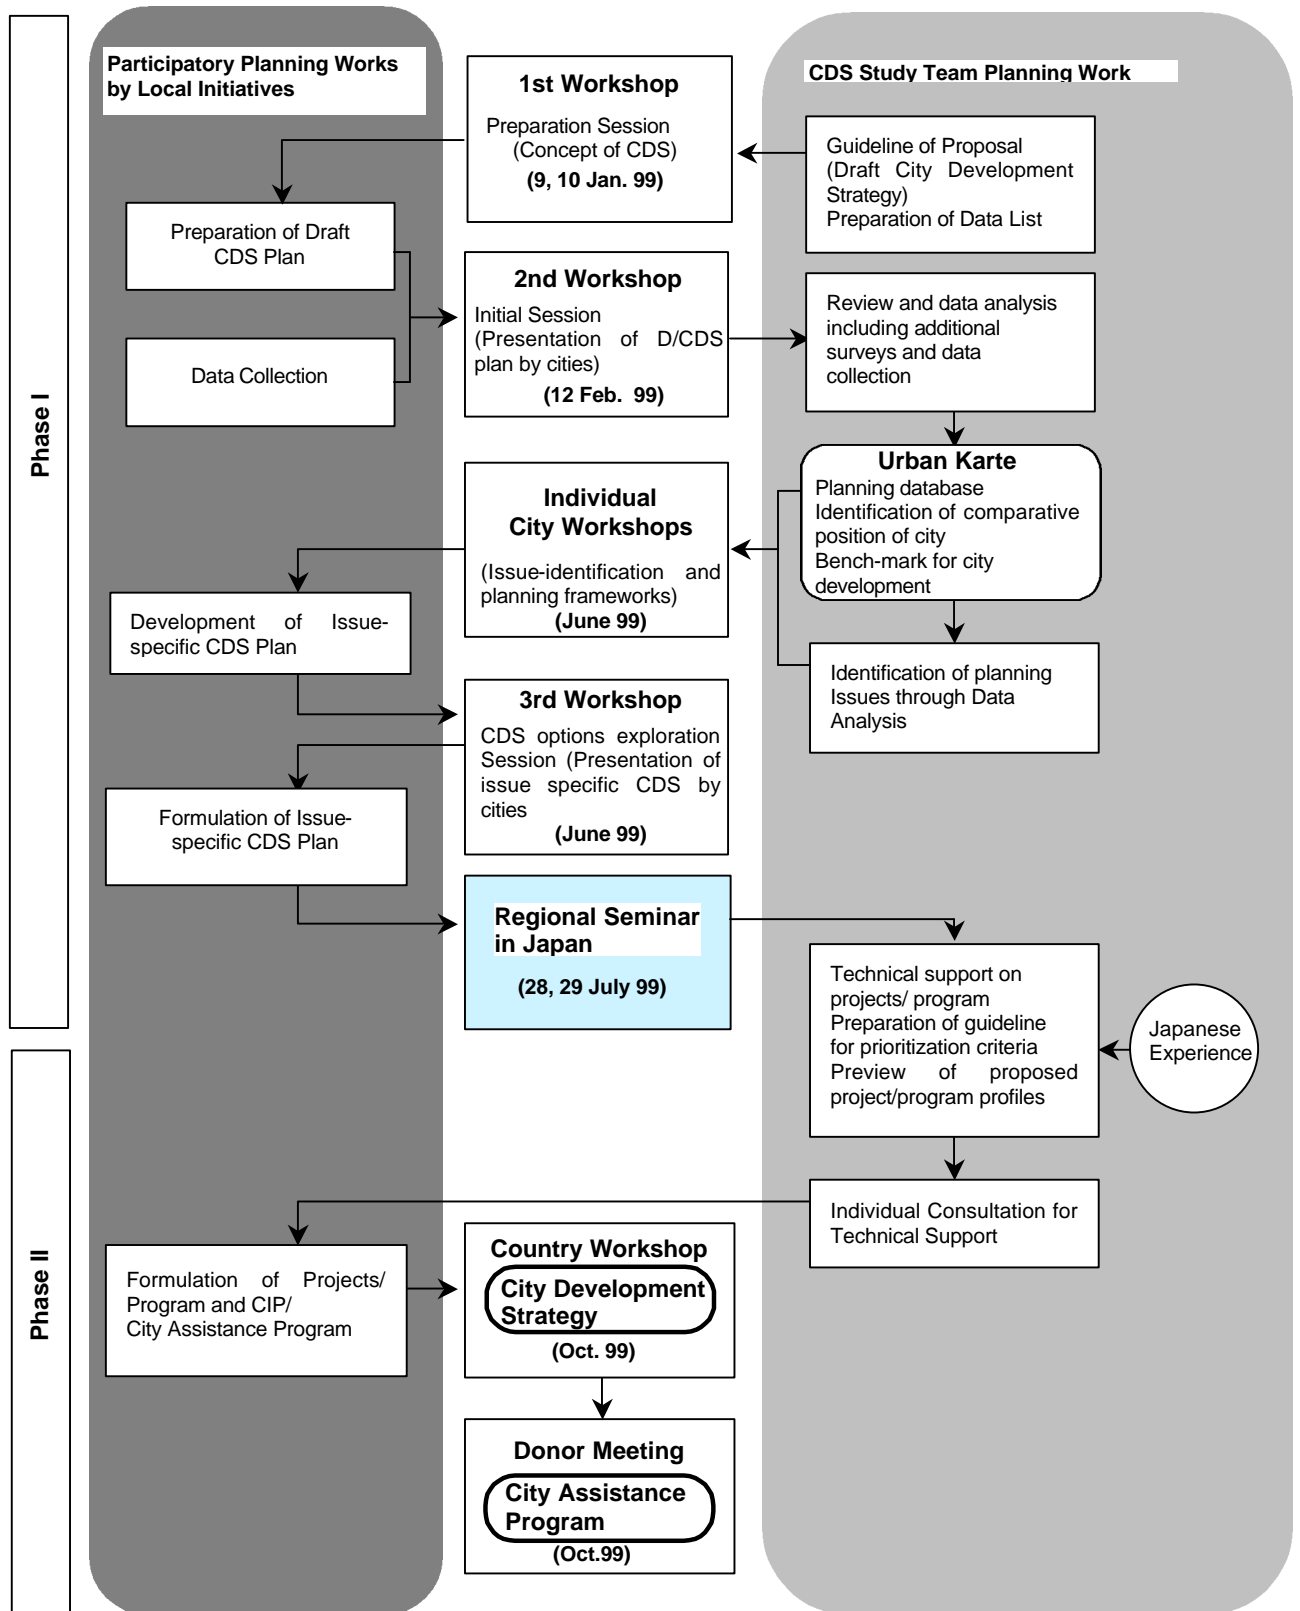 Participatory Planning Works
by Local Initiatives
CDS Study Team Planning Work
Phase I
1st Workshop
Preparation Session
(Concept of CDS)
(9, 10 Jan. 99)
Guideline of Proposal
(Draft City Development
Strategy)
Preparation of Data List
Preparation of Draft
CDS Plan
Data Collection
2nd Workshop
Initial Session
(Presentation of D/CDS
plan by cities)
(12 Feb. 99)
Review and data analysis
including additional
surveys and data
collection
Urban Karte
Planning database
Identification of comparative
position of city
Bench-mark for city
development
Individual
City Workshops
(Issue-identification and
planning frameworks)
(June 99)
Development of Issue-
specific CDS Plan
Identification of planning
Issues through Data
Analysis
3rd Workshop
CDS options exploration
Session (Presentation of
issue specific CDS by
cities
(June 99)
Formulation of Issue-
specific CDS Plan
Regional Seminar
in Japan
(28, 29 July 99)
Technical support on
projects/ program
Preparation of guideline
for prioritization criteria
Preview of proposed
project/program profiles
Japanese
Experience
Phase II
Individual Consultation for
Technical Support
Formulation of Projects/
Program and CIP/
City Assistance Program
Country Workshop
City Development
Strategy
(Oct. 99)
Donor Meeting
City Assistance
Program
(Oct.99)